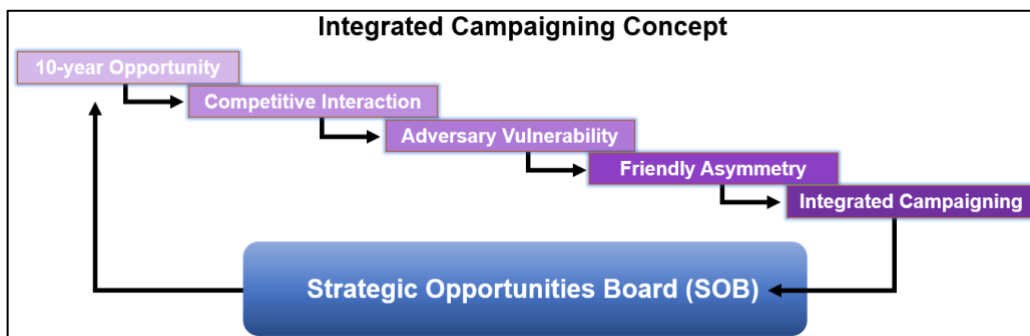 Integrated Campaigning Concept
10-year Opportunity
Competitive Interaction
Adversary Vulnerability
Friendly Asymmetry
Integrated Campaigning
Strategic Opportunities Board (SOB)